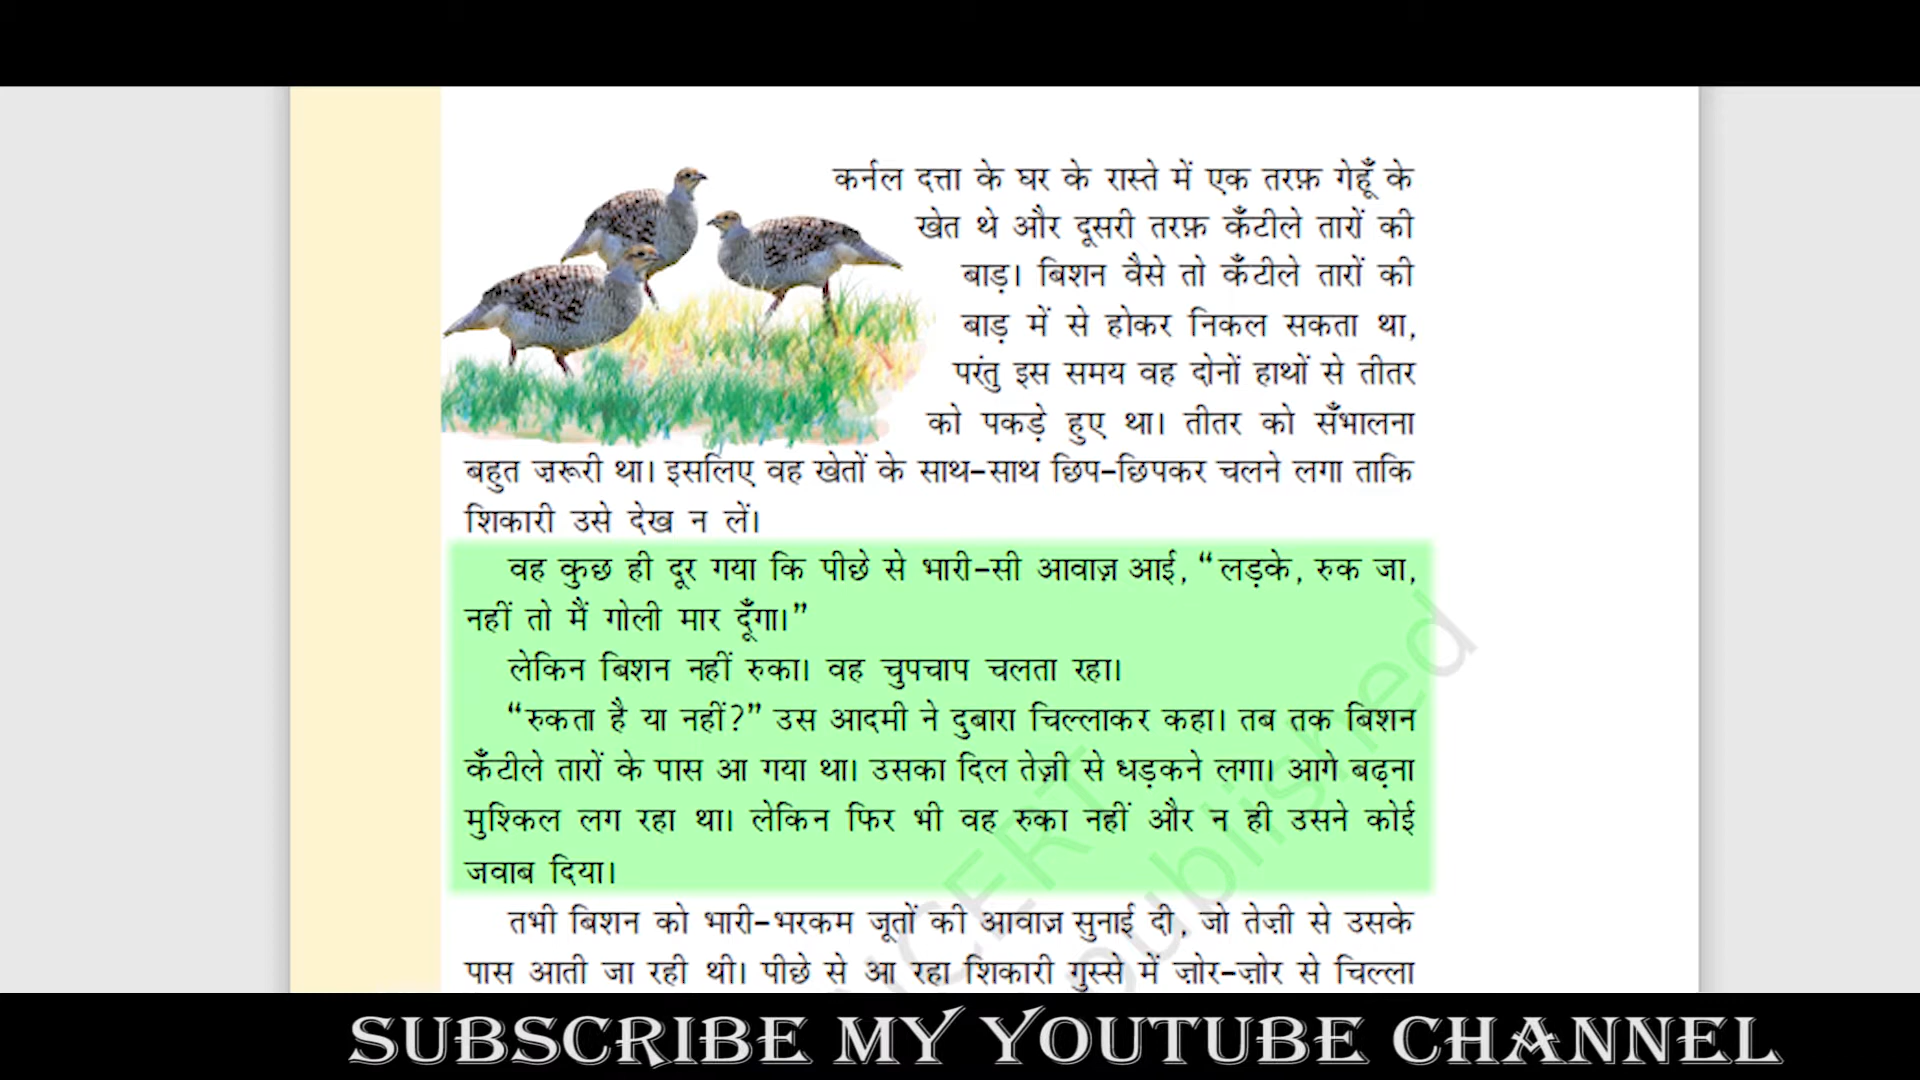 कर्नल दत्ता के घर के रास्ते में एक तरफ़ गेहूँ के
खेत थे और दूसरी तरफ़ कँटीले तारों की
बाड़। बिशन वैसे तो कँटीले तारों की
बाड़ में से होकर निकल सकता था,
परंतु इस समय वह दोनों हाथों से तीतर
को पकड़े हुए था। तीतर को सँभालना
बहुत ज़रूरी था। इसलिए वह खेतों के साथ-साथ छिप-छिपकर चलने लगा ताकि
शिकारी उसे देख न लें।
वह कुछ ही दूर गया कि पीछे से भारी-सी आवाज़ आई, “लड़के, रुक जा,
नहीं तो मैं गोली मार दूँगा।”
लेकिन बिशन नहीं रुका। वह चुपचाप चलता रहा।
“रुकता है या नहीं?” उस आदमी ने दुबारा चिल्लाकर कहा। तब तक बिशन
कँटीले तारों के पास आ गया था। उसका दिल तेज़ी से धड़कने लगा। आगे बढ़ना
मुश्किल लग रहा था। लेकिन फिर भी वह रुका नहीं और न ही उसने कोई
जवाब दिया।
तभी बिशन को भारी-भरकम जूतों की आवाज़ सुनाई दी, जो तेज़ी से उसके
पास आती जा रही थी। पीछे से आ रहा शिकारी गुस्से में ज़ोर-ज़ोर से चिल्ला
NCERT
published
SUBSCRIBE MY YOUTUBE CHANNEL